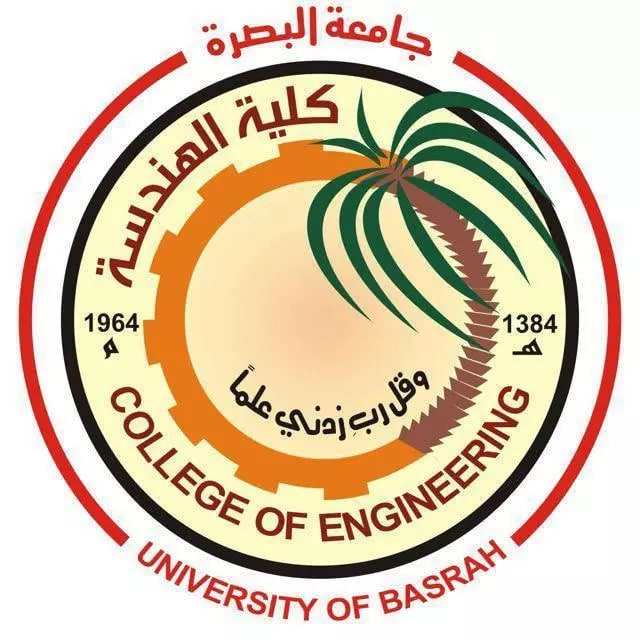 جامعة البصرة
كلية الهندسة
1964
م
1384
هـ
وقل ربِ زدني علماً
COLLEGE OF ENGINEERING
UNIVERSITY OF BASRAH